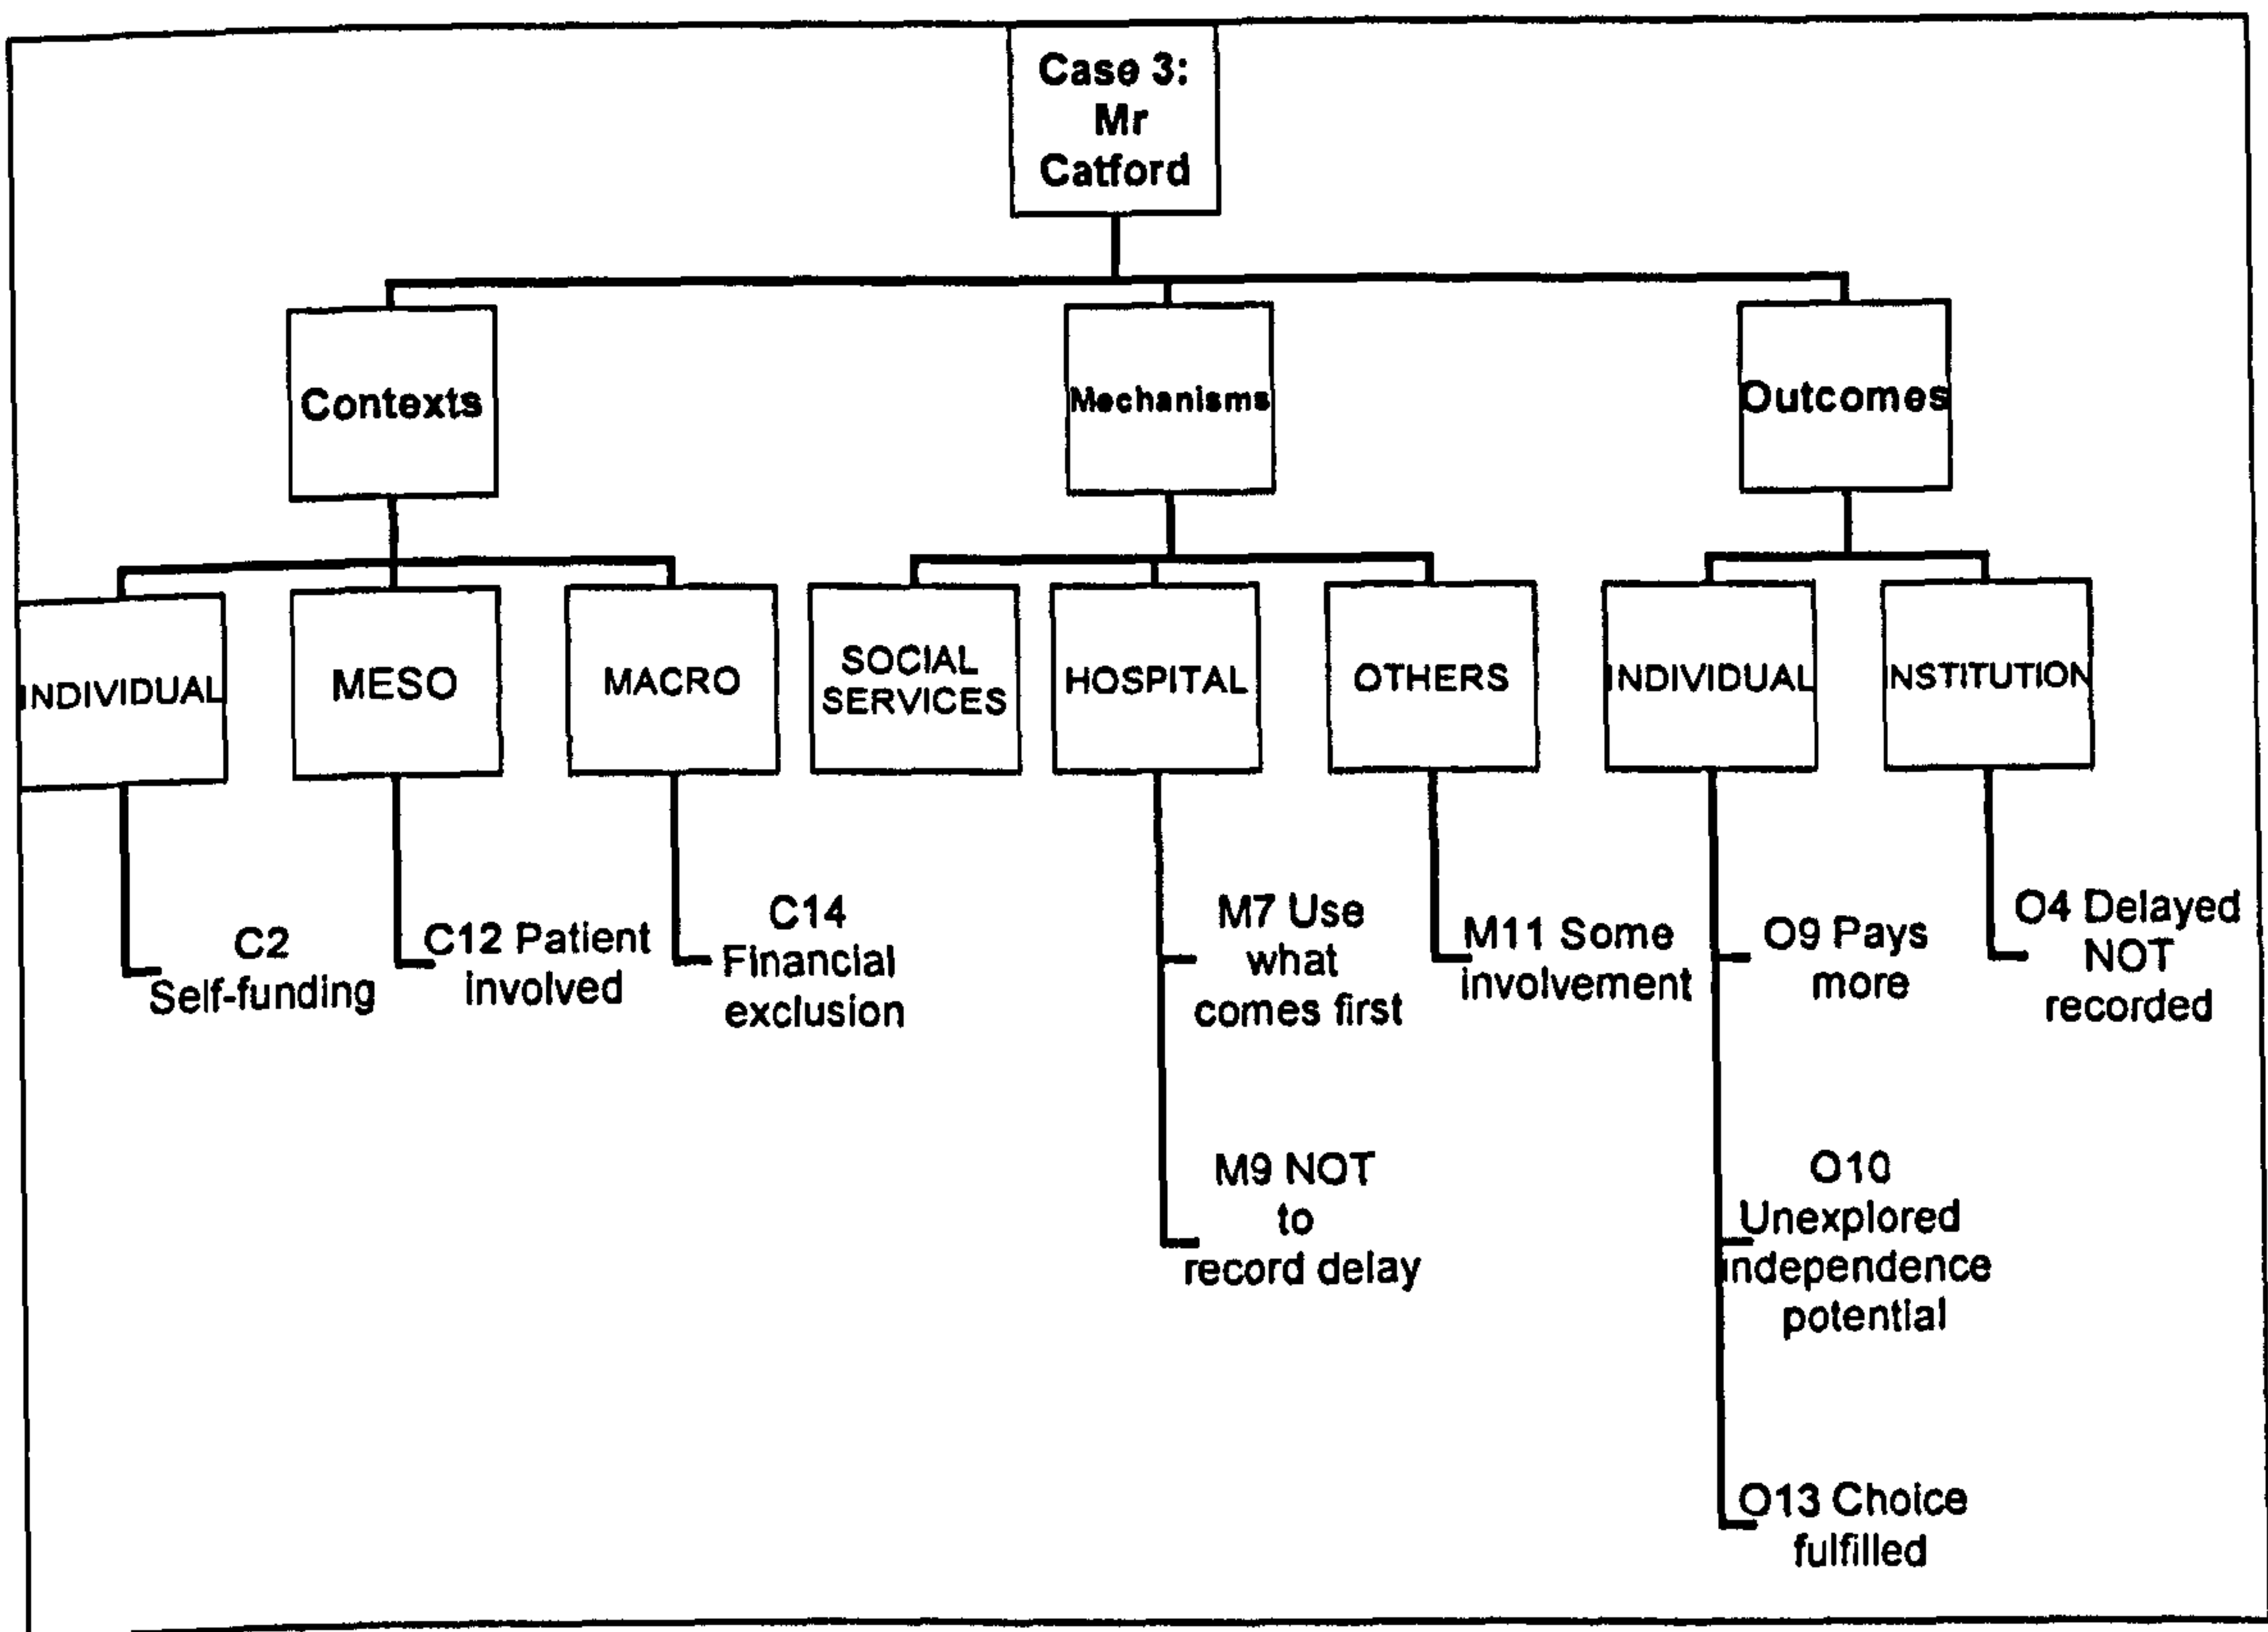 Case 3:
Mr
Catford
Contexts
Mechanisms
Outcomes
INDIVIDUAL
MESO
MACRO
SOCIAL
SERVICES
HOSPITAL
OTHERS
INDIVIDUAL
INSTITUTION
C2
Self-funding
C12 Patient
involved
C14
Financial
exclusion
M7 Use
what
comes first
M9 NOT
to
record delay
M11 Some
involvement
O9 Pays
more
O10
Unexplored
independence
potential
O13 Choice
fulfilled
O4 Delayed
NOT
recorded